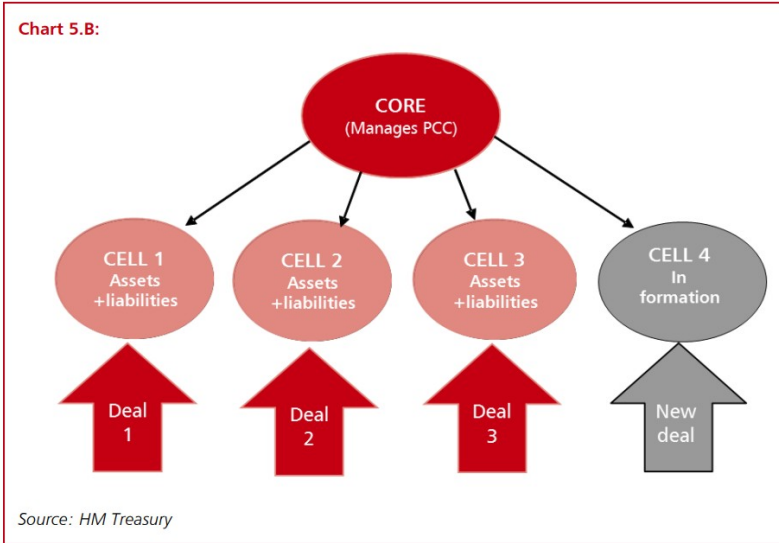 Chart 5.B:
CORE
(Manages PCC)
CELL 1
Assets
+liabilities
CELL 2
Assets
+liabilities
CELL 3
Assets
+liabilities
CELL 4
In
formation
Deal
1
Deal
2
Deal
3
New
deal
Source: HM Treasury